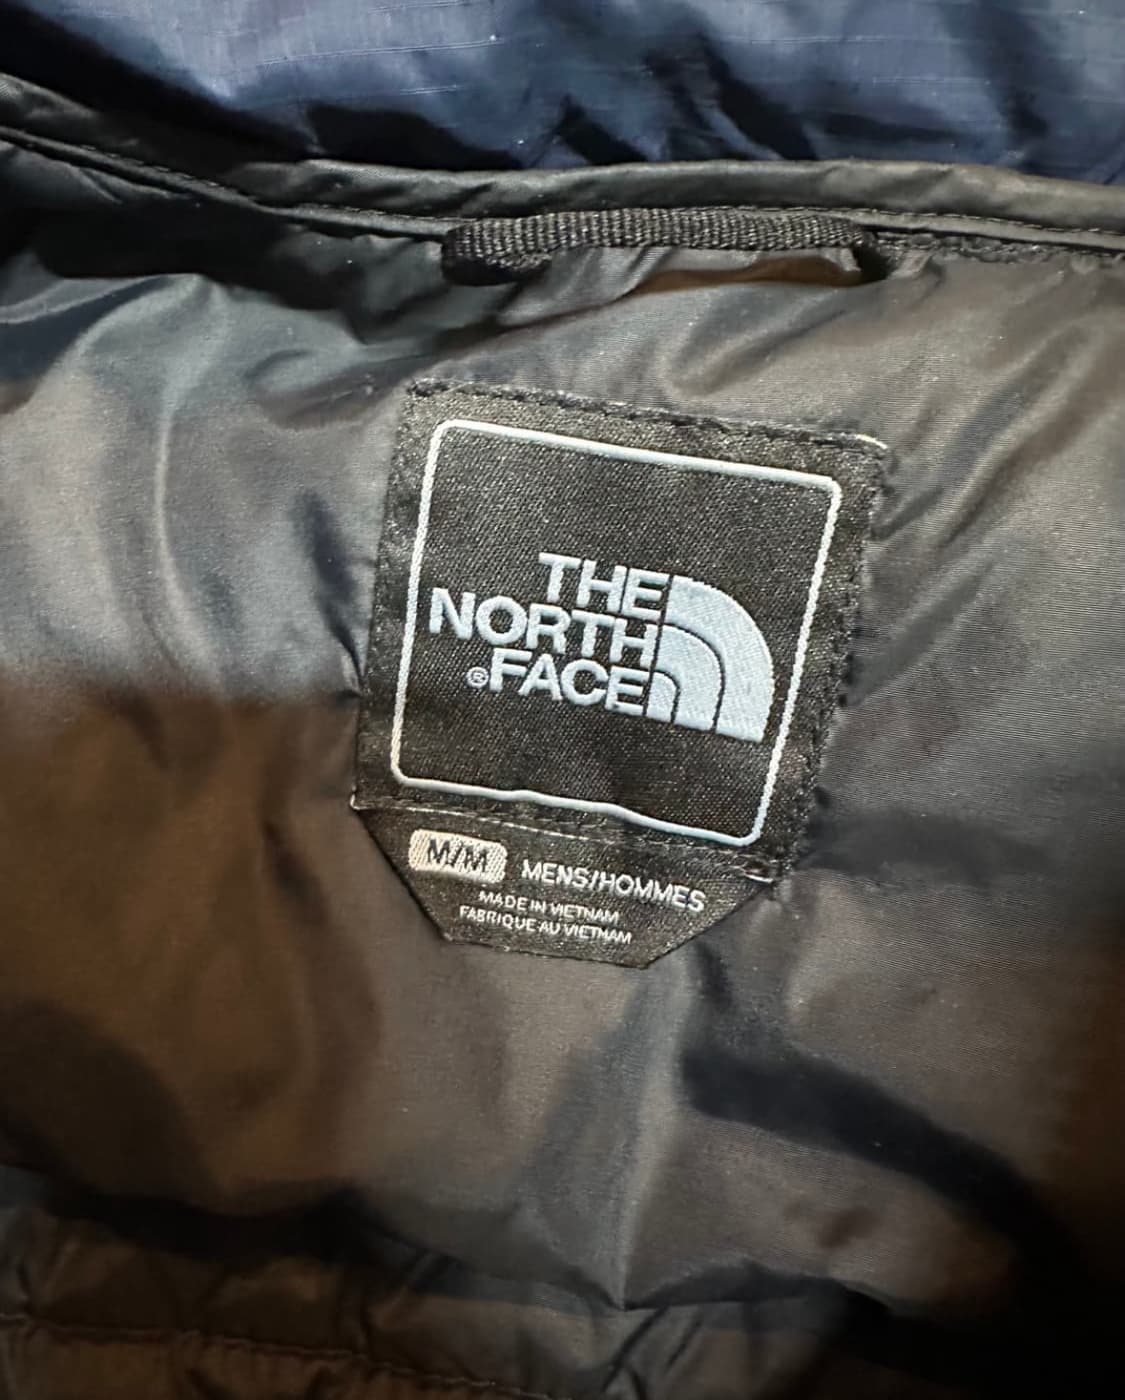 THE
NORTH
®FACE
M/M MENS/HOMMES
MADE IN VIETNAM
FABRIQUE AU VIETNAM